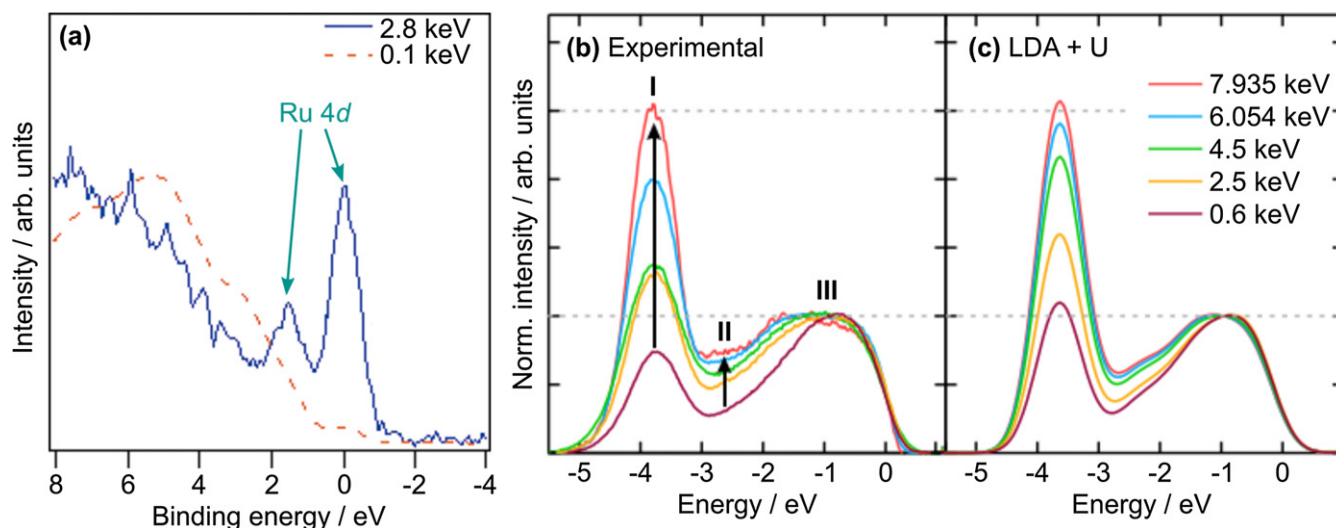 (a)
2.8 keV
0.1 keV
Ru 4d
Intensity / arb. units
8 6 4 2 0 -2 -4
Binding energy / eV
(b) Experimental
I
II
III
Norm. intensity / arb. units
-5 -4 -3 -2 -1 0
Energy / eV
(c) LDA + U
7.935 keV
6.054 keV
4.5 keV
2.5 keV
0.6 keV
-5 -4 -3 -2 -1 0
Energy / eV